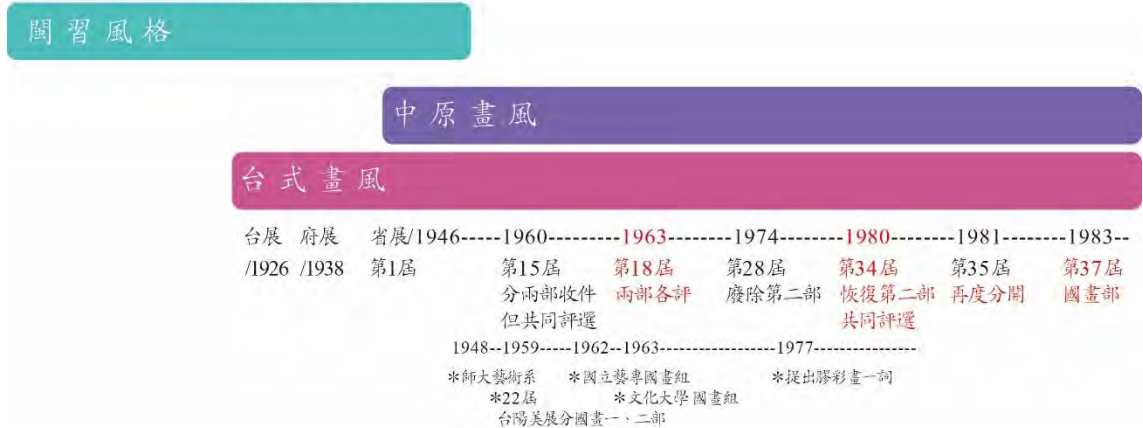 閩習風格
中原畫風
台式畫風
台展 府展 省展/1946-----1960---------1963--------1974--------1980--------1981--------1983--
/1926 /1938 第1屆 第15屆 第18屆 第28屆 第34屆 第35屆 第37屆
分兩部收件 兩部各評 廢除第二部 恢復第二部 再度分開 國畫部
但共同評選 共同評選
1948--1959-----1962--1963-------------------1977-----------------
*師大藝術系 *國立藝專國畫組 *提出膠彩畫一詞
*22屆 *文化大學 國畫組
台陽美展分國畫一、二部